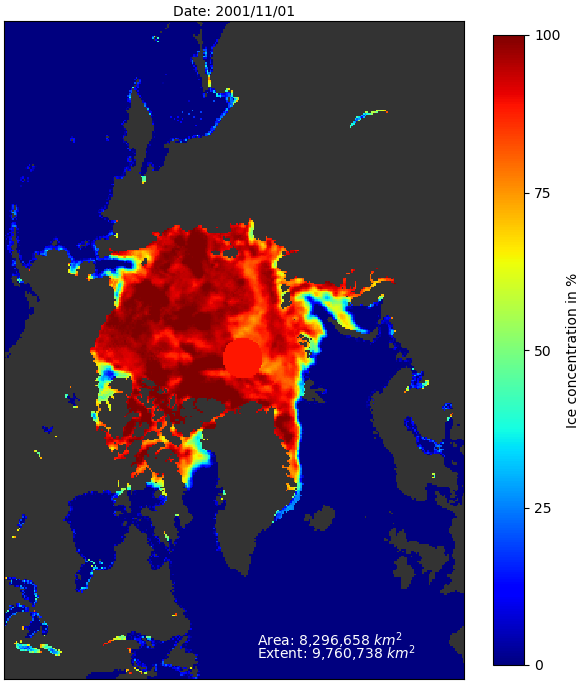 Date: 2001/11/01
100
75
50
25
0
Ice concentration in %
Area: 8,296,658 km²
Extent: 9,760,738 km²